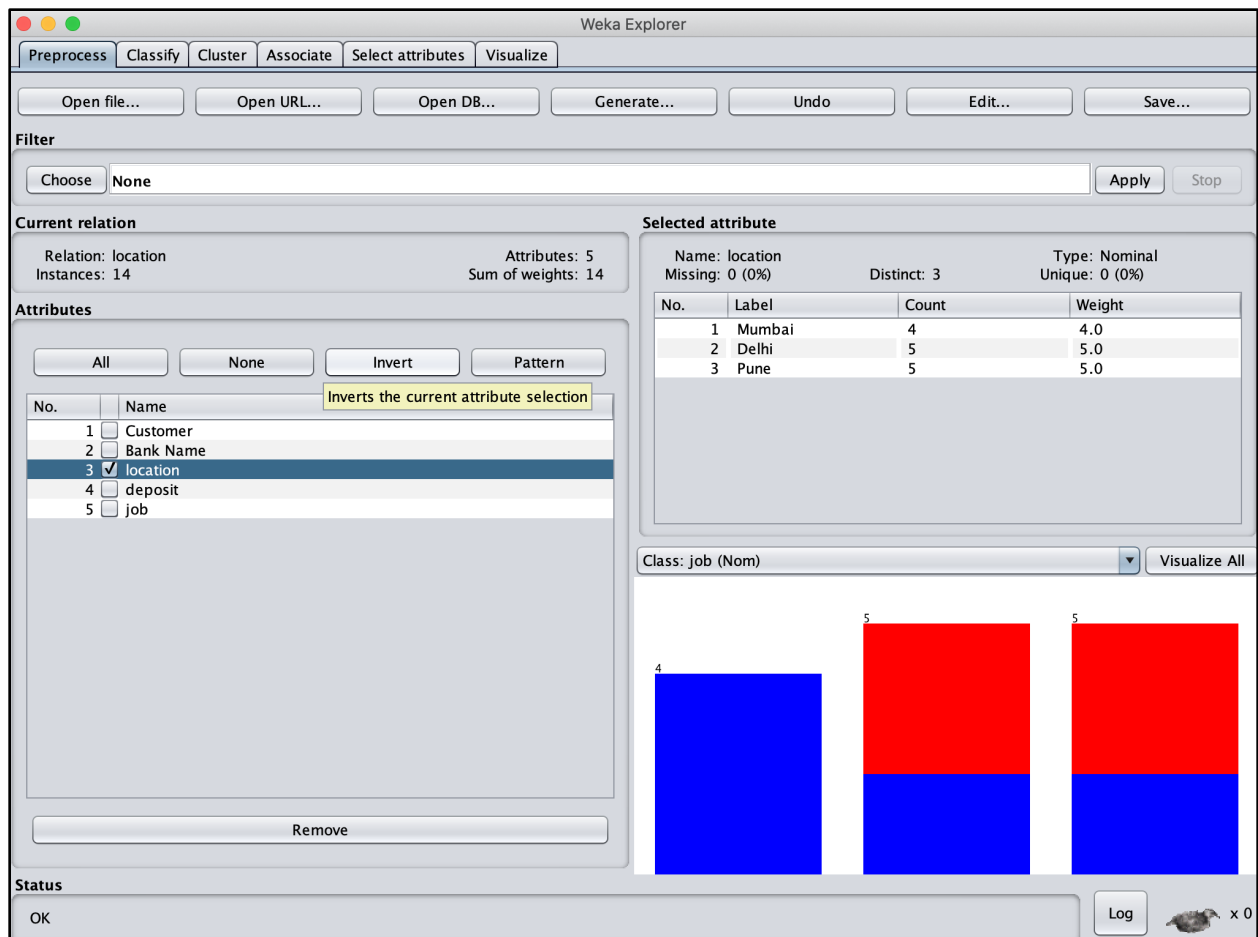 Weka Explorer
Preprocess Classify Cluster Associate Select attributes Visualize
Open file... Open URL... Open DB... Generate... Undo Edit... Save...
Filter
Choose None Apply Stop
Current relation
Relation: location Attributes: 5
Instances: 14 Sum of weights: 14
Attributes
All None Invert Pattern
Inverts the current attribute selection
No. Name
1 Customer
2 Bank Name
3 location
4 deposit
5 job
Remove
Selected attribute
Name: location Type: Nominal
Missing: 0 (0%) Distinct: 3 Unique: 0 (0%)
No. Label Count Weight
1 Mumbai 4 4.0
2 Delhi 5 5.0
3 Pune 5 5.0
Class: job (Nom) Visualize All
4 5 5
Status
OK Log x 0